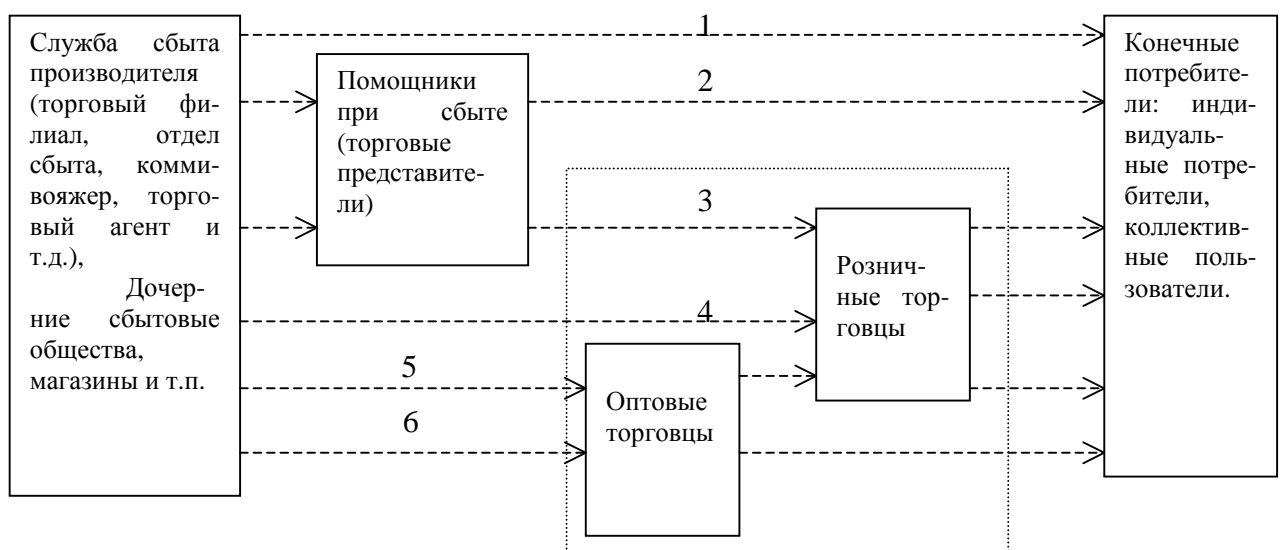 Служба сбыта
производителя
(торговый фи-
лиал, отдел
сбыта, комми-
вояжер, торго-
вый агент и
т.д.),
Дочер-
ние сбытовые
общества,
магазины и т.п.
Помощники
при сбыте
(торговые
представите-
ли)
1
2
3
4
5
6
Оптовые
торговцы
Рознич-
ные тор-
говцы
Конечные
потребите-
ли: инди-
видуаль-
ные потре-
бители,
коллектив-
ные поль-
зователи.